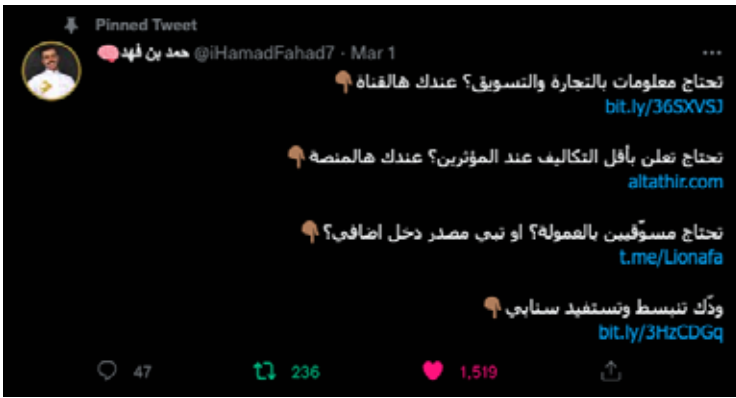 Pinned Tweet
حمد بن فهد🧠 @iHamadFahad7 · Mar 1
تحتاج معلومات بالتجارة والتسويق؟ عندك هالقناة👇🏽
bit.ly/36SXVSJ
تحتاج تعلن بأقل التكاليف عند المؤثرين؟ عندك هالمنصة👇🏽
altathir.com
تحتاج مسوّقيين بالعمولة؟ او تبي مصدر دخل اضافي؟👇🏽
t.me/Lionafa
ودّك تنبسط وتستفيد سنابي👇🏽
bit.ly/3HzCDGq
47 236 1,519